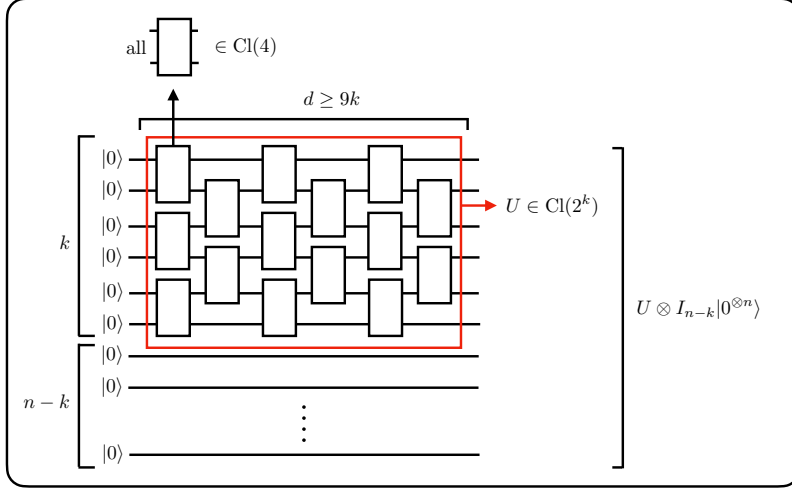 all ∈ Cl(4)
d ≥ 9k
|0⟩
|0⟩
|0⟩
U ∈ Cl(2^k)
k
|0⟩
|0⟩
|0⟩
U ⊗ I_{n−k}|0^{⊗n}⟩
|0⟩
|0⟩
n − k
|0⟩